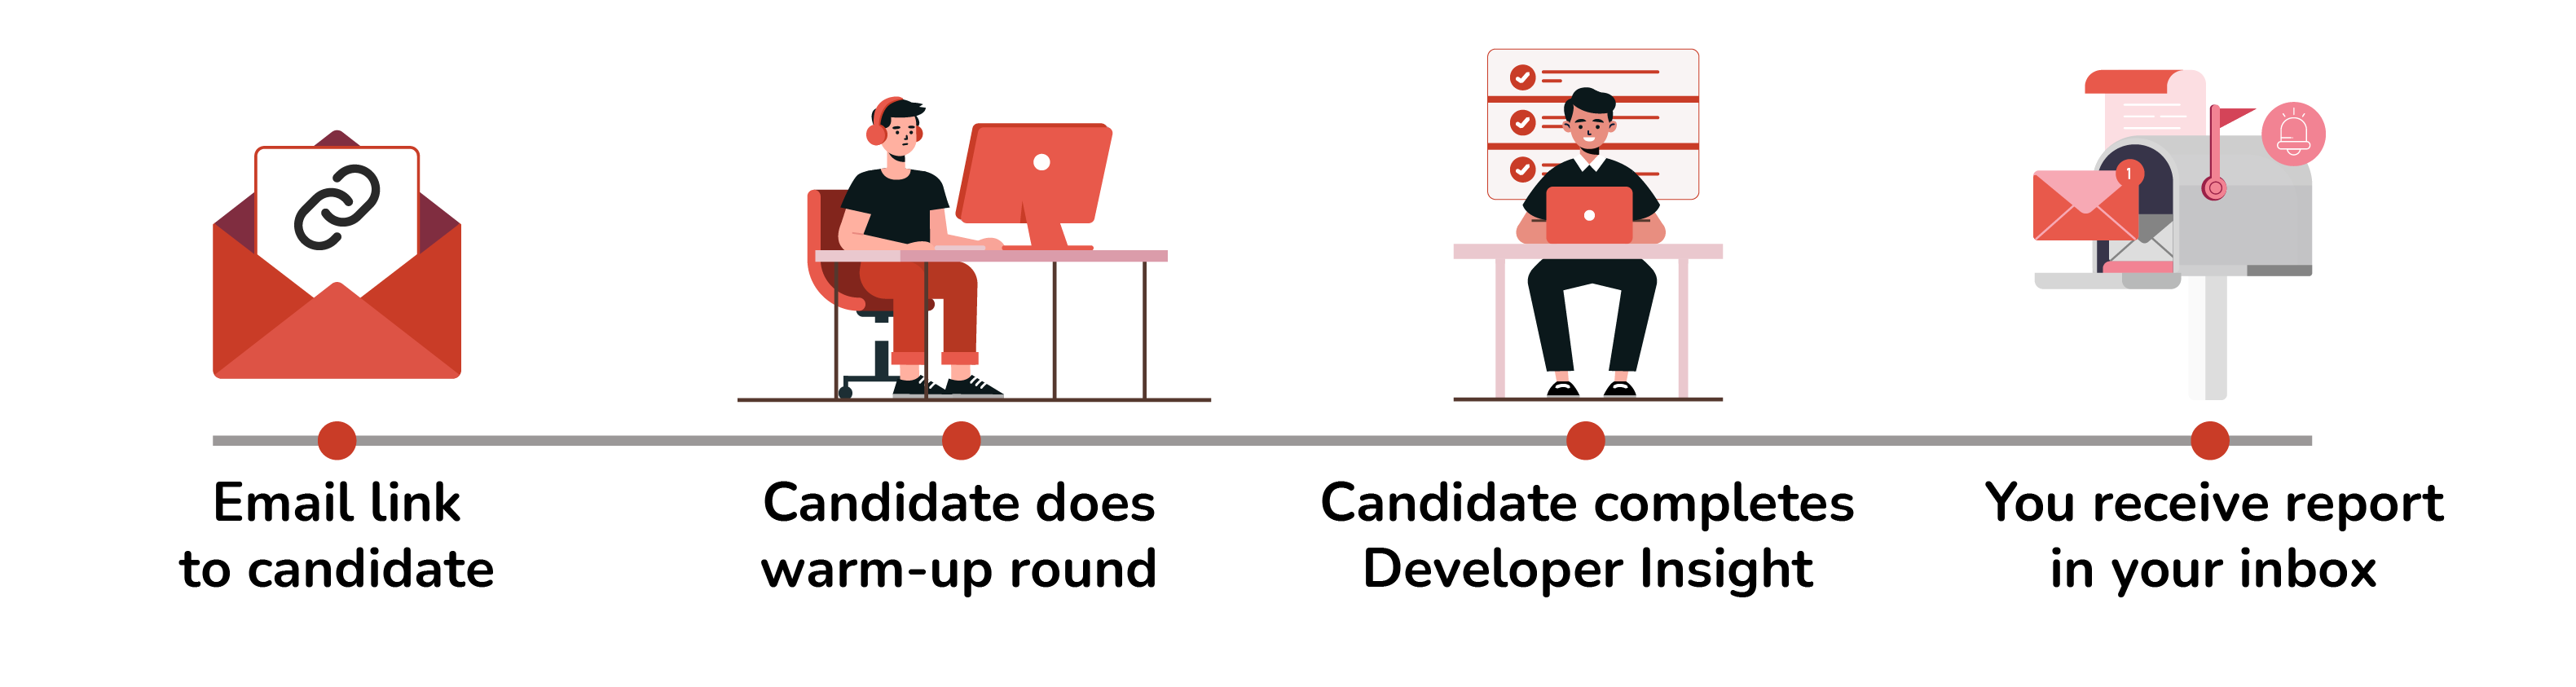 1
Email link
to candidate
Candidate does
warm-up round
Candidate completes
Developer Insight
You receive report
in your inbox